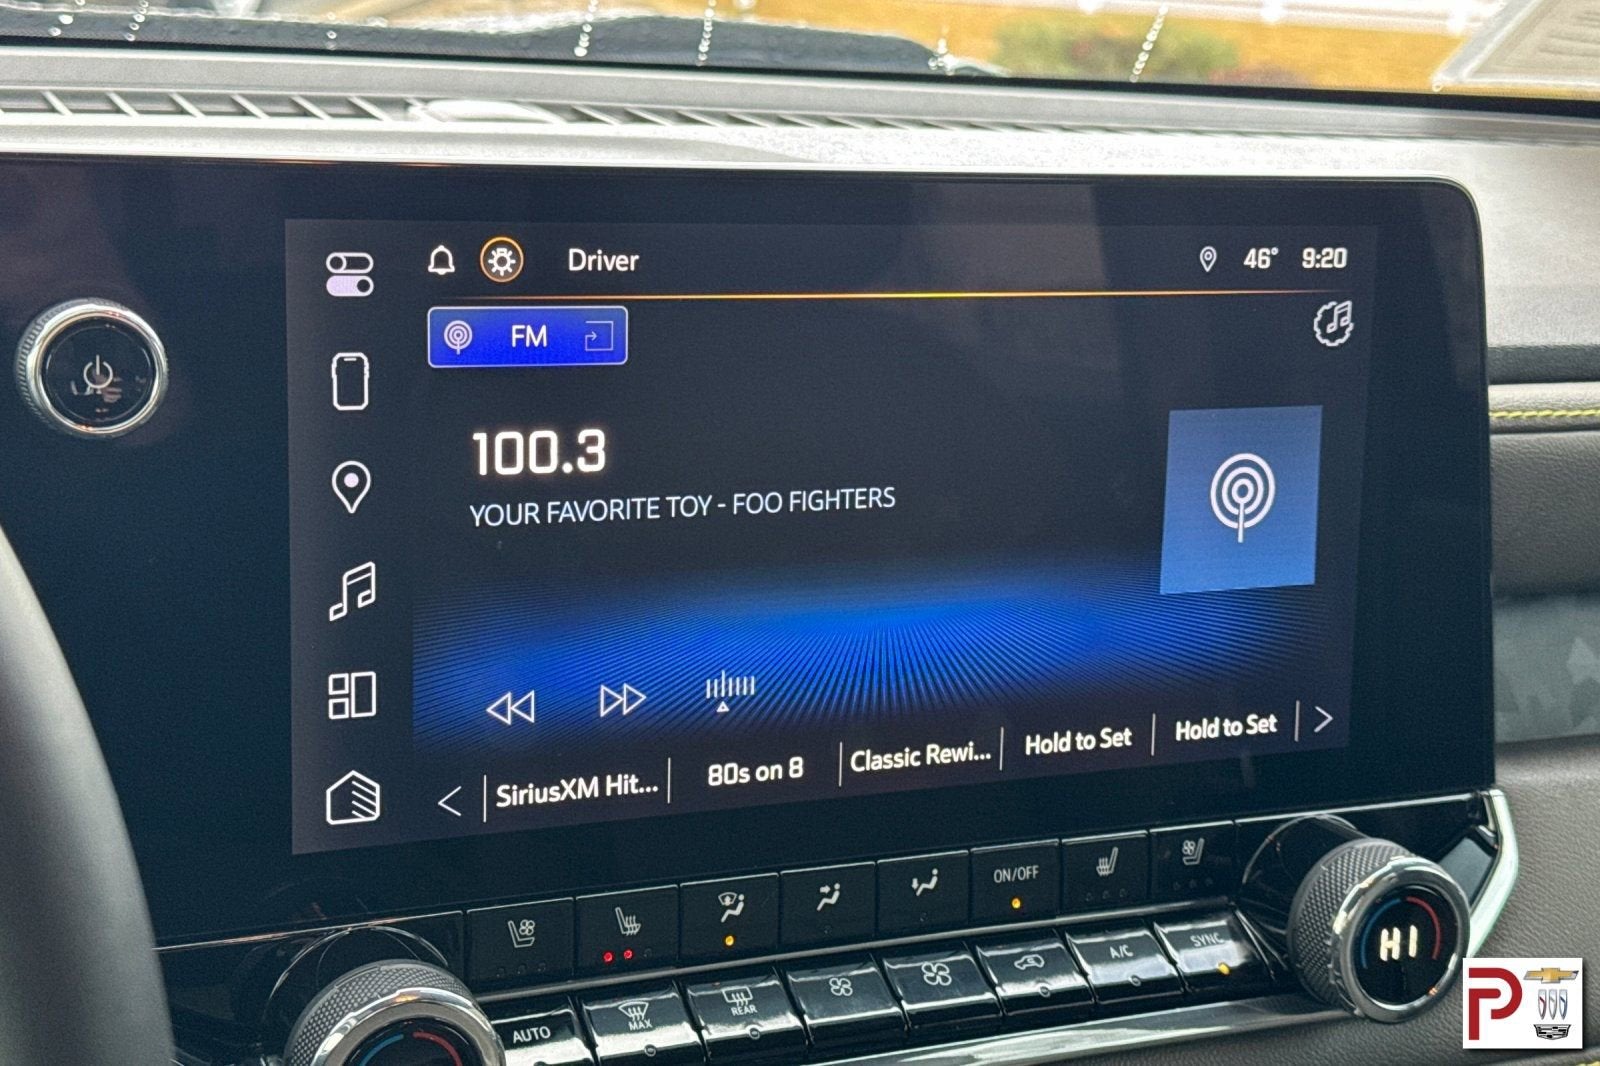 Driver
46° 9:20
FM
100.3
YOUR FAVORITE TOY - FOO FIGHTERS
SiriusXM Hit...
80s on 8
Classic Rewi...
Hold to Set
Hold to Set
ON/OFF
AUTO
MAX
REAR
A/C
SYNC
HI
P